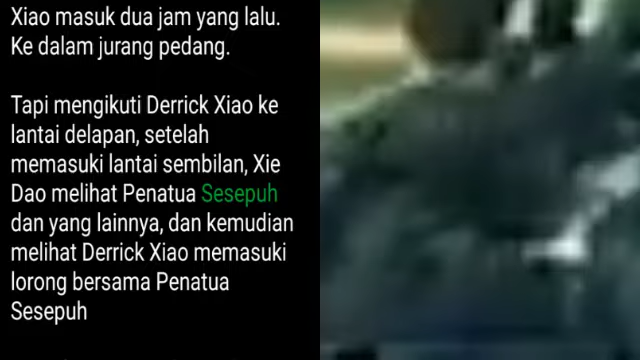 Xiao masuk dua jam yang lalu.
Ke dalam jurang pedang.
Tapi mengikuti Derrick Xiao ke
lantai delapan, setelah
memasuki lantai sembilan, Xie
Dao melihat Penatua Sesepuh
dan yang lainnya, dan kemudian
melihat Derrick Xiao memasuki
lorong bersama Penatua
Sesepuh